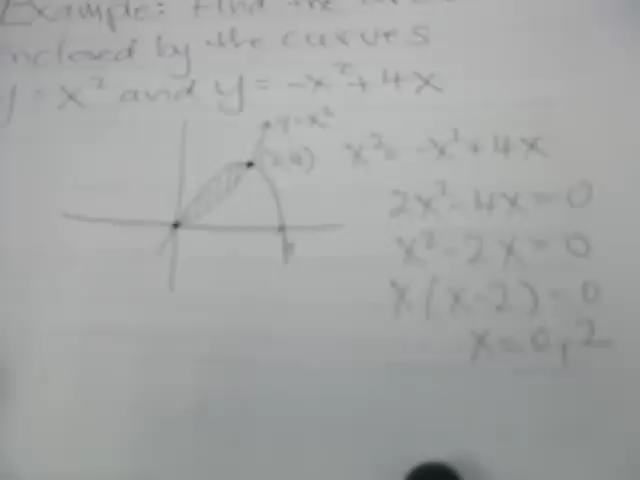 Example: Find the
enclosed by the curves
y = x² and y = -x² + 4x
y = x²
(2,4)
x² = -x² + 4x
2x² - 4x = 0
x² - 2x = 0
x(x-2) = 0
x = 0, 2